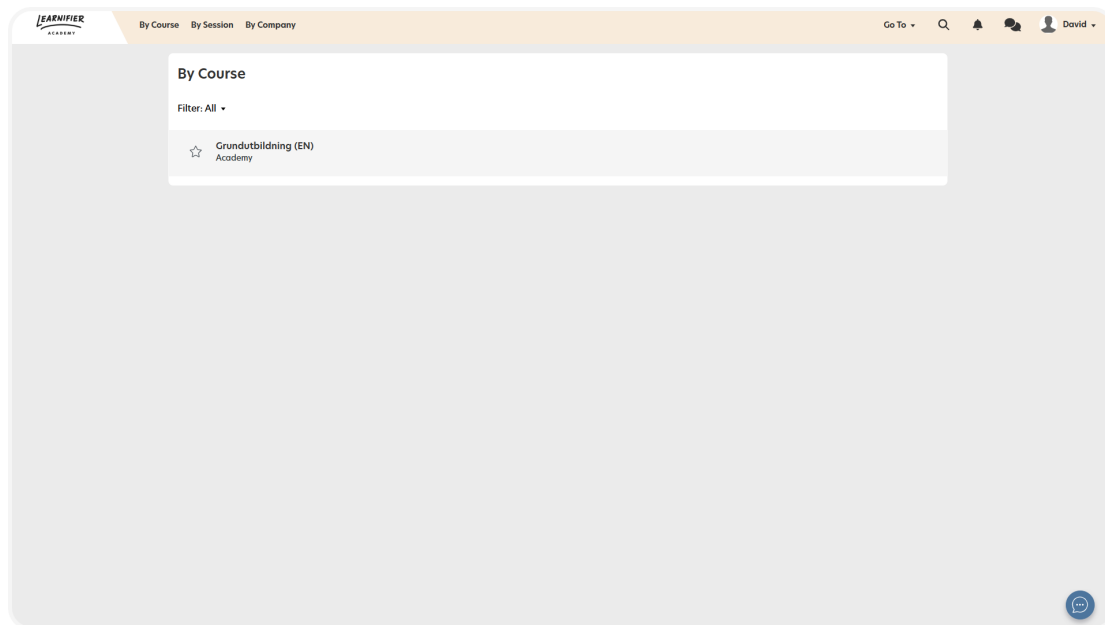 LEARNIFIER
ACADEMY
By Course By Session By Company
Go To
David
By Course
Filter: All
Grundutbildning (EN)
Academy